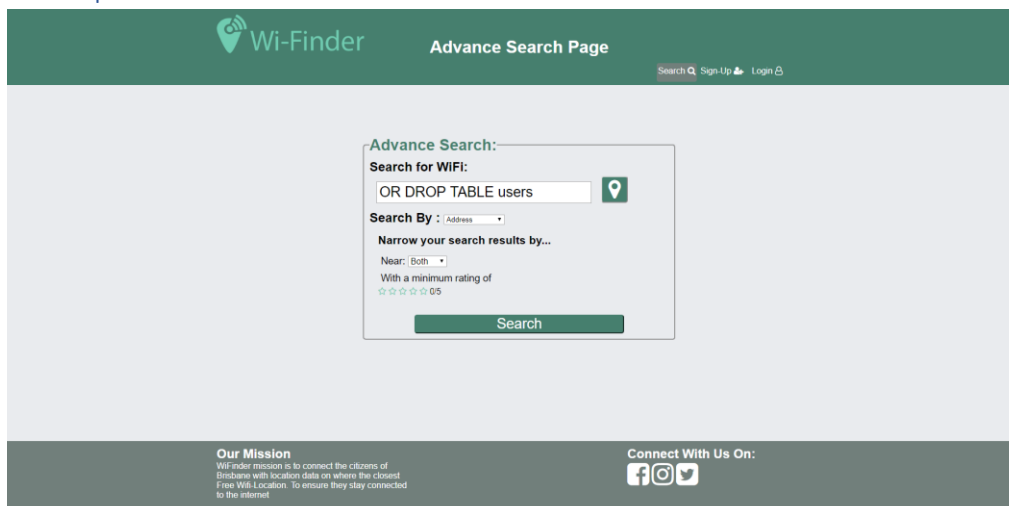 Wi-Finder
Advance Search Page
Search Sign-Up Login
Advance Search:
Search for WiFi:
OR DROP TABLE users
Search By : Address
Narrow your search results by...
Near: Both
With a minimum rating of
0/5
Search
Our Mission
WiFinder mission is to connect the citizens of
Brisbane with location data on where the closest
Free Wifi-Location. To ensure they stay connected
to the internet
Connect With Us On: